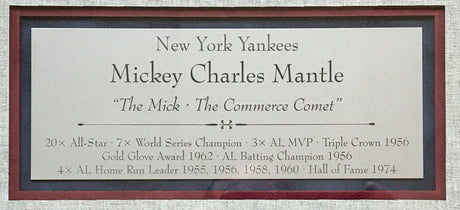 New York Yankees
Mickey Charles Mantle
“The Mick · The Commerce Comet”
20× All-Star · 7× World Series Champion · 3× AL MVP · Triple Crown 1956
Gold Glove Award 1962 · AL Batting Champion 1956
4× AL Home Run Leader 1955, 1956, 1958, 1960 · Hall of Fame 1974